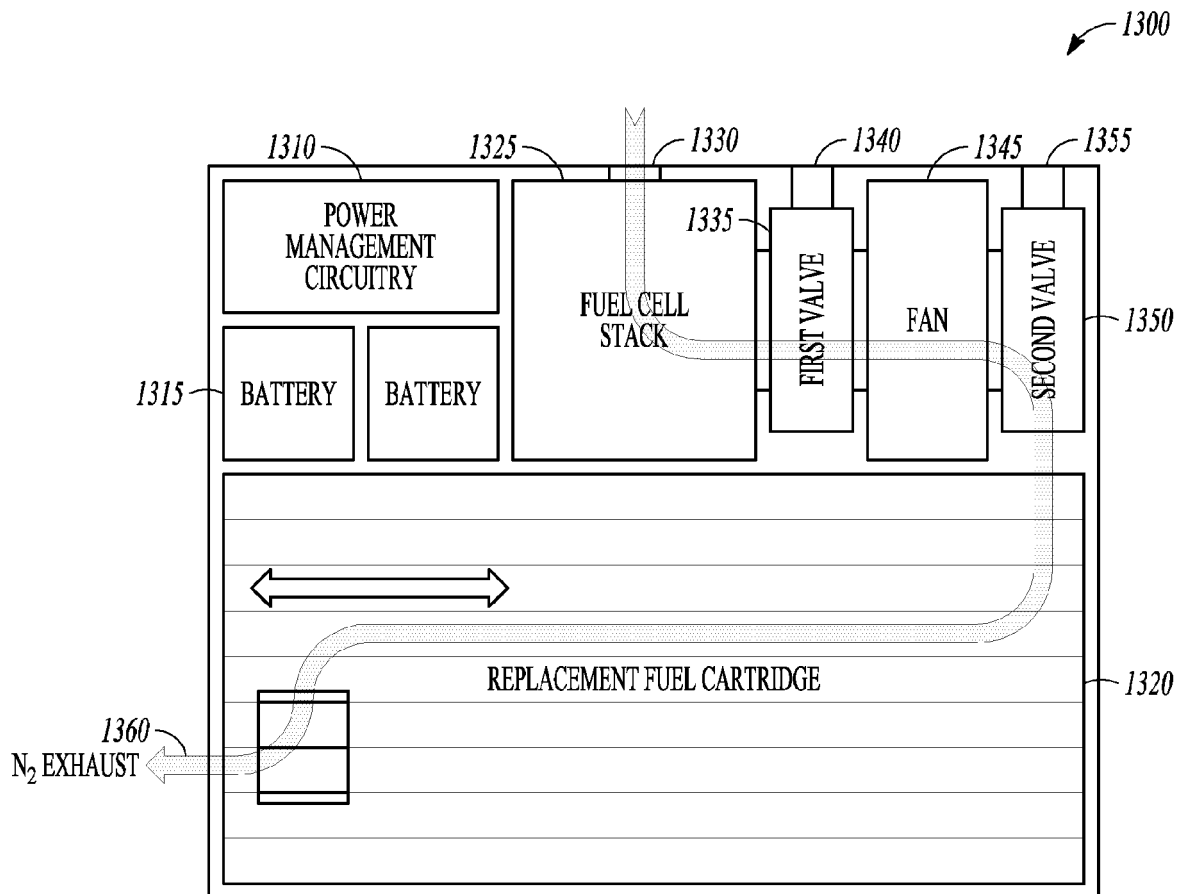 1300
1310
1325
1330
1340
1345
1355
POWER
MANAGEMENT
CIRCUITRY
1335
FUEL CELL
STACK
FIRST VALVE
FAN
SECOND VALVE
1350
1315
BATTERY
BATTERY
REPLACEMENT FUEL CARTRIDGE
1320
1360
N₂ EXHAUST